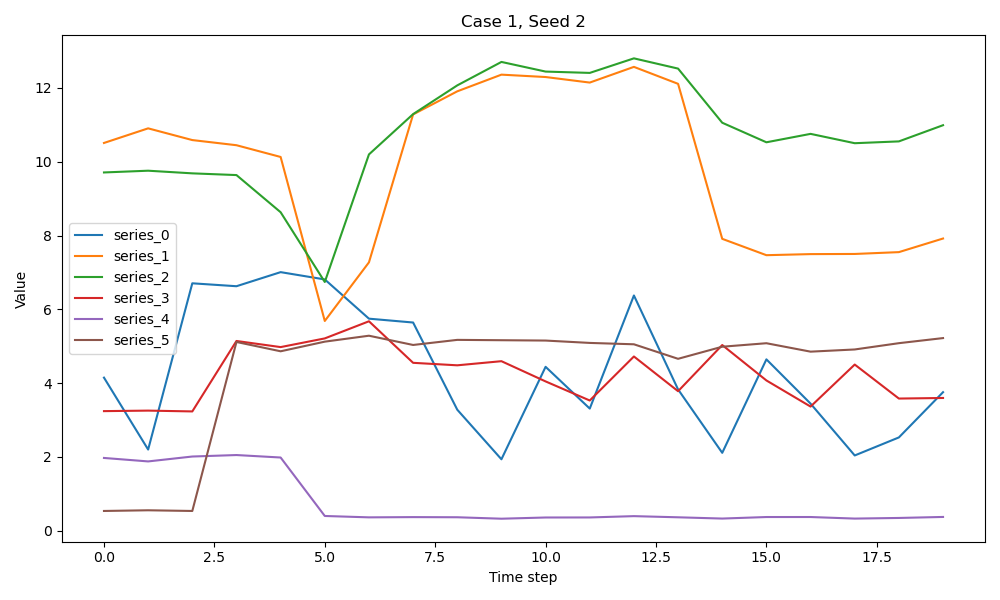 Case 1, Seed 2
Value
12
10
8
6
4
2
0
series_0
series_1
series_2
series_3
series_4
series_5
0.0 2.5 5.0 7.5 10.0 12.5 15.0 17.5
Time step